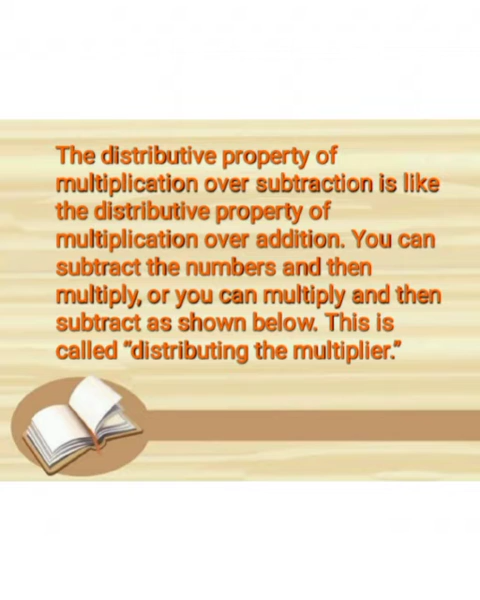 The distributive property of
multiplication over subtraction is like
the distributive property of
multiplication over addition. You can
subtract the numbers and then
multiply, or you can multiply and then
subtract as shown below. This is
called “distributing the multiplier.”